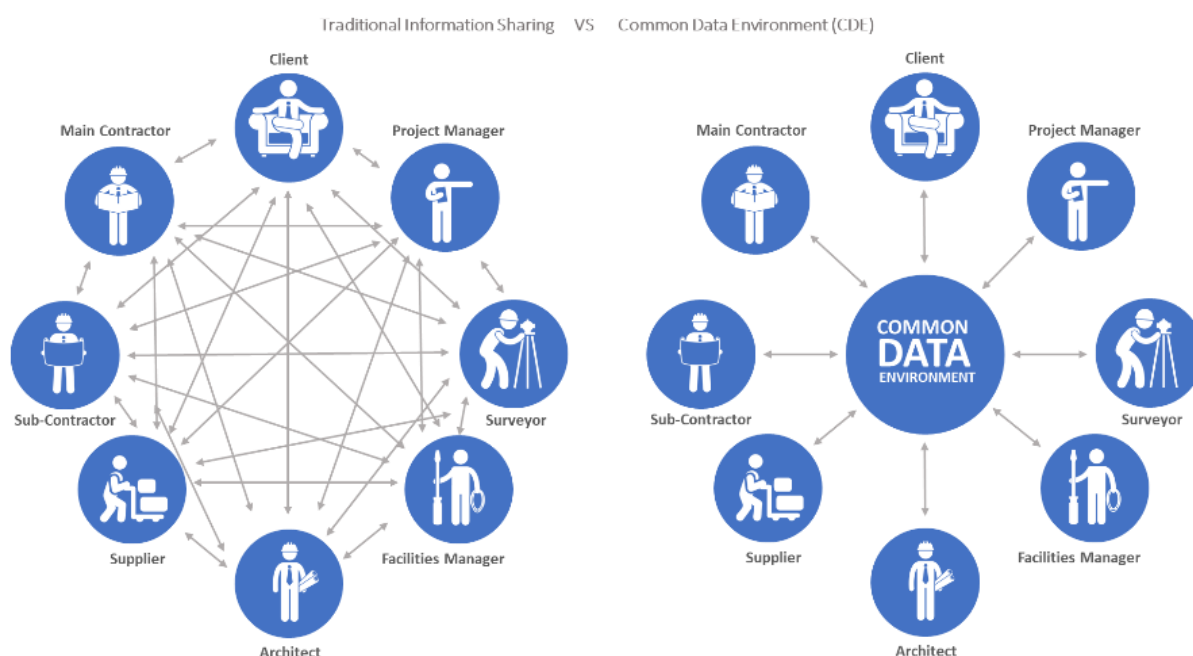 Traditional Information Sharing VS Common Data Environment (CDE)
Client
Main Contractor
Project Manager
Sub-Contractor
Surveyor
Supplier
Facilities Manager
Architect
Client
Main Contractor
Project Manager
COMMON
DATA
ENVIRONMENT
Sub-Contractor
Surveyor
Supplier
Facilities Manager
Architect